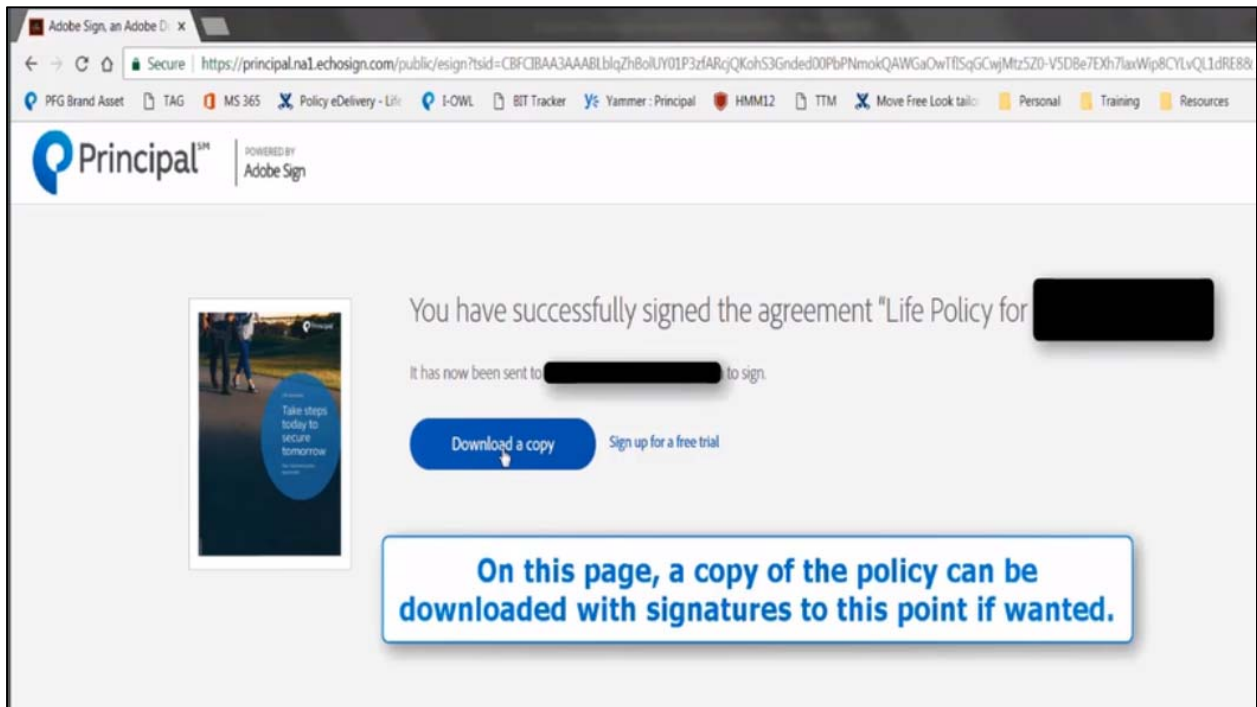 Adobe Sign, an Adobe D
Secure https://principal.na1.echosign.com/public/esign?
PFG Brand Asset TAG MS 365 Policy eDelivery - Life I-OWL BIT Tracker Yammer : Principal HMM12 TTM Move Free Look tailo Personal Training Resources
Principal℠
POWERED BY
Adobe Sign
You have successfully signed the agreement "Life Policy for
It has now been sent to to sign.
Principal
Take steps
today to
secure
tomorrow
Download a copy Sign up for a free trial
On this page, a copy of the policy can be
downloaded with signatures to this point if wanted.